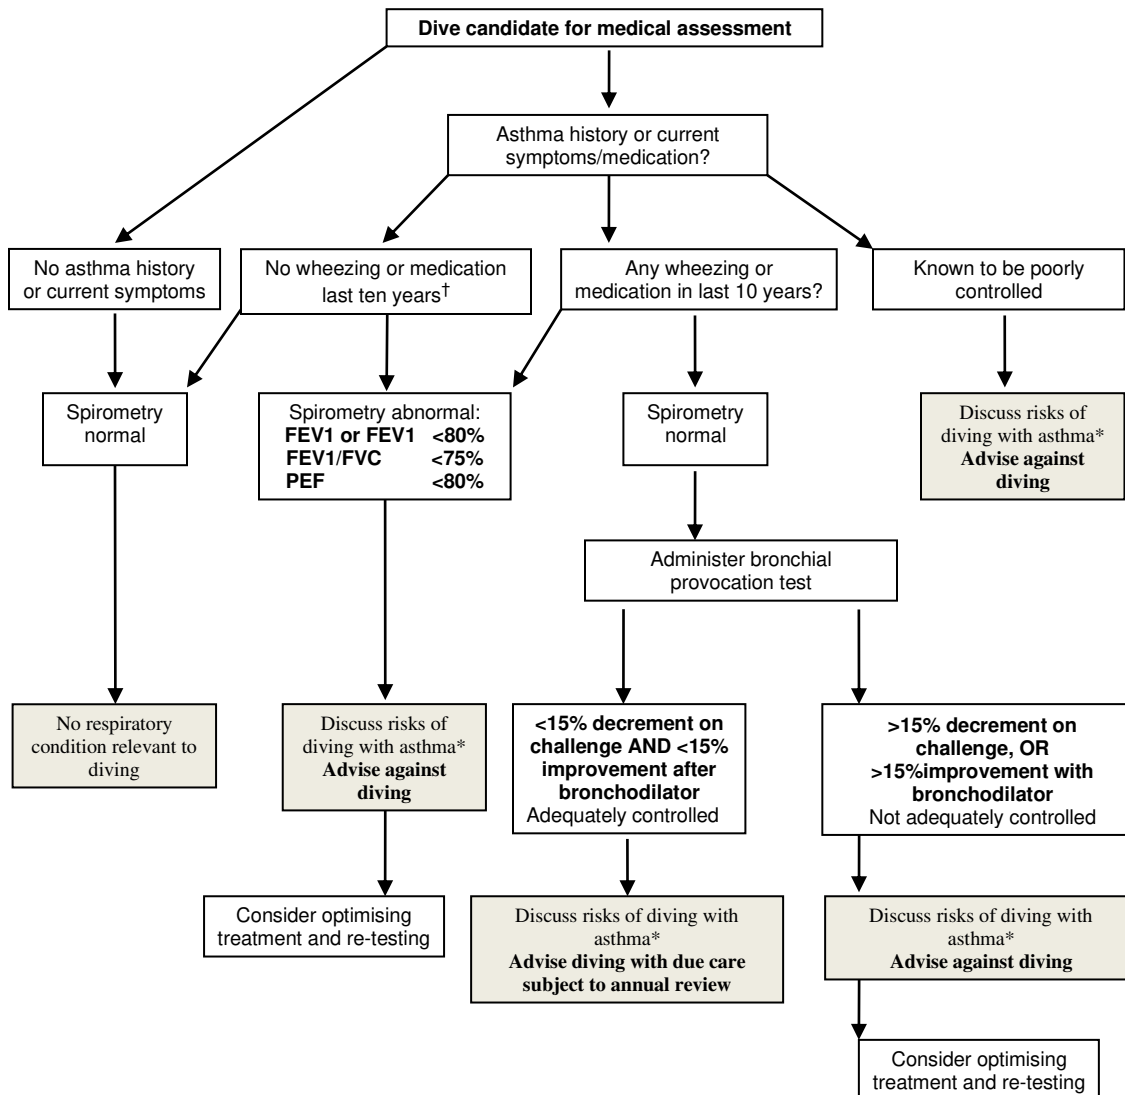 Dive candidate for medical assessment
Asthma history or current
symptoms/medication?
No asthma history
or current symptoms
No wheezing or medication
last ten years†
Any wheezing or
medication in last 10 years?
Known to be poorly
controlled
Spirometry
normal
Spirometry abnormal:
FEV1 or FEV1 <80%
FEV1/FVC <75%
PEF <80%
Spirometry
normal
Discuss risks of
diving with asthma*
Advise against
diving
Administer bronchial
provocation test
No respiratory
condition relevant to
diving
Discuss risks of
diving with asthma*
Advise against
diving
<15% decrement on
challenge AND <15%
improvement after
bronchodilator
Adequately controlled
>15% decrement on
challenge, OR
>15%improvement with
bronchodilator
Not adequately controlled
Consider optimising
treatment and re-testing
Discuss risks of diving with
asthma*
Advise diving with due care
subject to annual review
Discuss risks of diving with
asthma*
Advise against diving
Consider optimising
treatment and re-testing